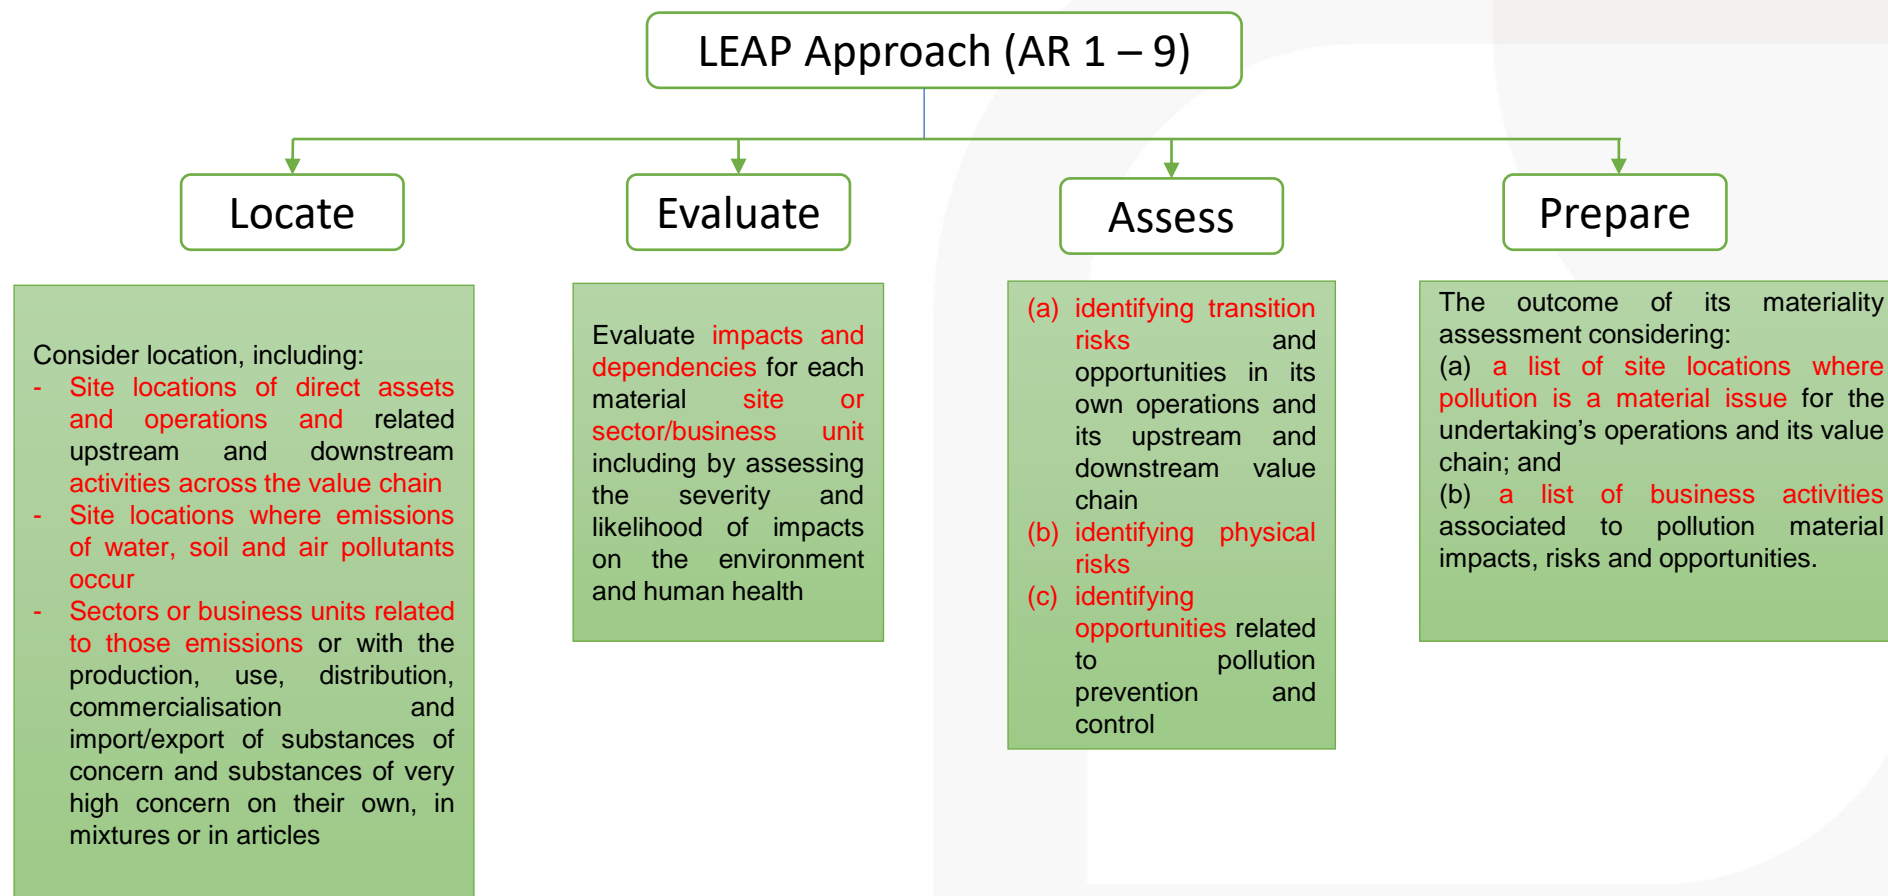 LEAP Approach (AR 1 – 9)
Locate
Evaluate
Assess
Prepare
Consider location, including:
- Site locations of direct assets
and operations and related
upstream and downstream
activities across the value chain
- Site locations where emissions
of water, soil and air pollutants
occur
- Sectors or business units related
to those emissions or with the
production, use, distribution,
commercialisation and
import/export of substances of
concern and substances of very
high concern on their own, in
mixtures or in articles
Evaluate impacts and
dependencies for each
material site or
sector/business unit
including by assessing
the severity and
likelihood of impacts
on the environment
and human health
(a) identifying transition
risks and
opportunities in its
own operations and
its upstream and
downstream value
chain
(b) identifying physical
risks
(c) identifying
opportunities related
to pollution
prevention and
control
The outcome of its materiality
assessment considering:
(a) a list of site locations where
pollution is a material issue for the
undertaking’s operations and its value
chain; and
(b) a list of business activities
associated to pollution material
impacts, risks and opportunities.